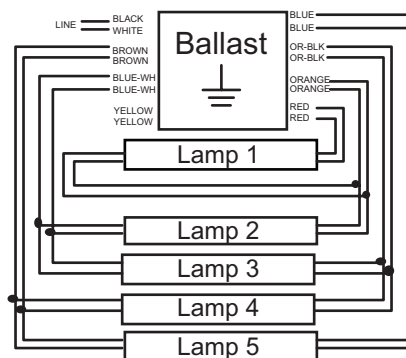 LINE
BLACK
WHITE
BROWN
BROWN
BLUE-WH
BLUE-WH
YELLOW
YELLOW
Ballast
BLUE
BLUE
OR-BLK
OR-BLK
ORANGE
ORANGE
RED
RED
Lamp 1
Lamp 2
Lamp 3
Lamp 4
Lamp 5